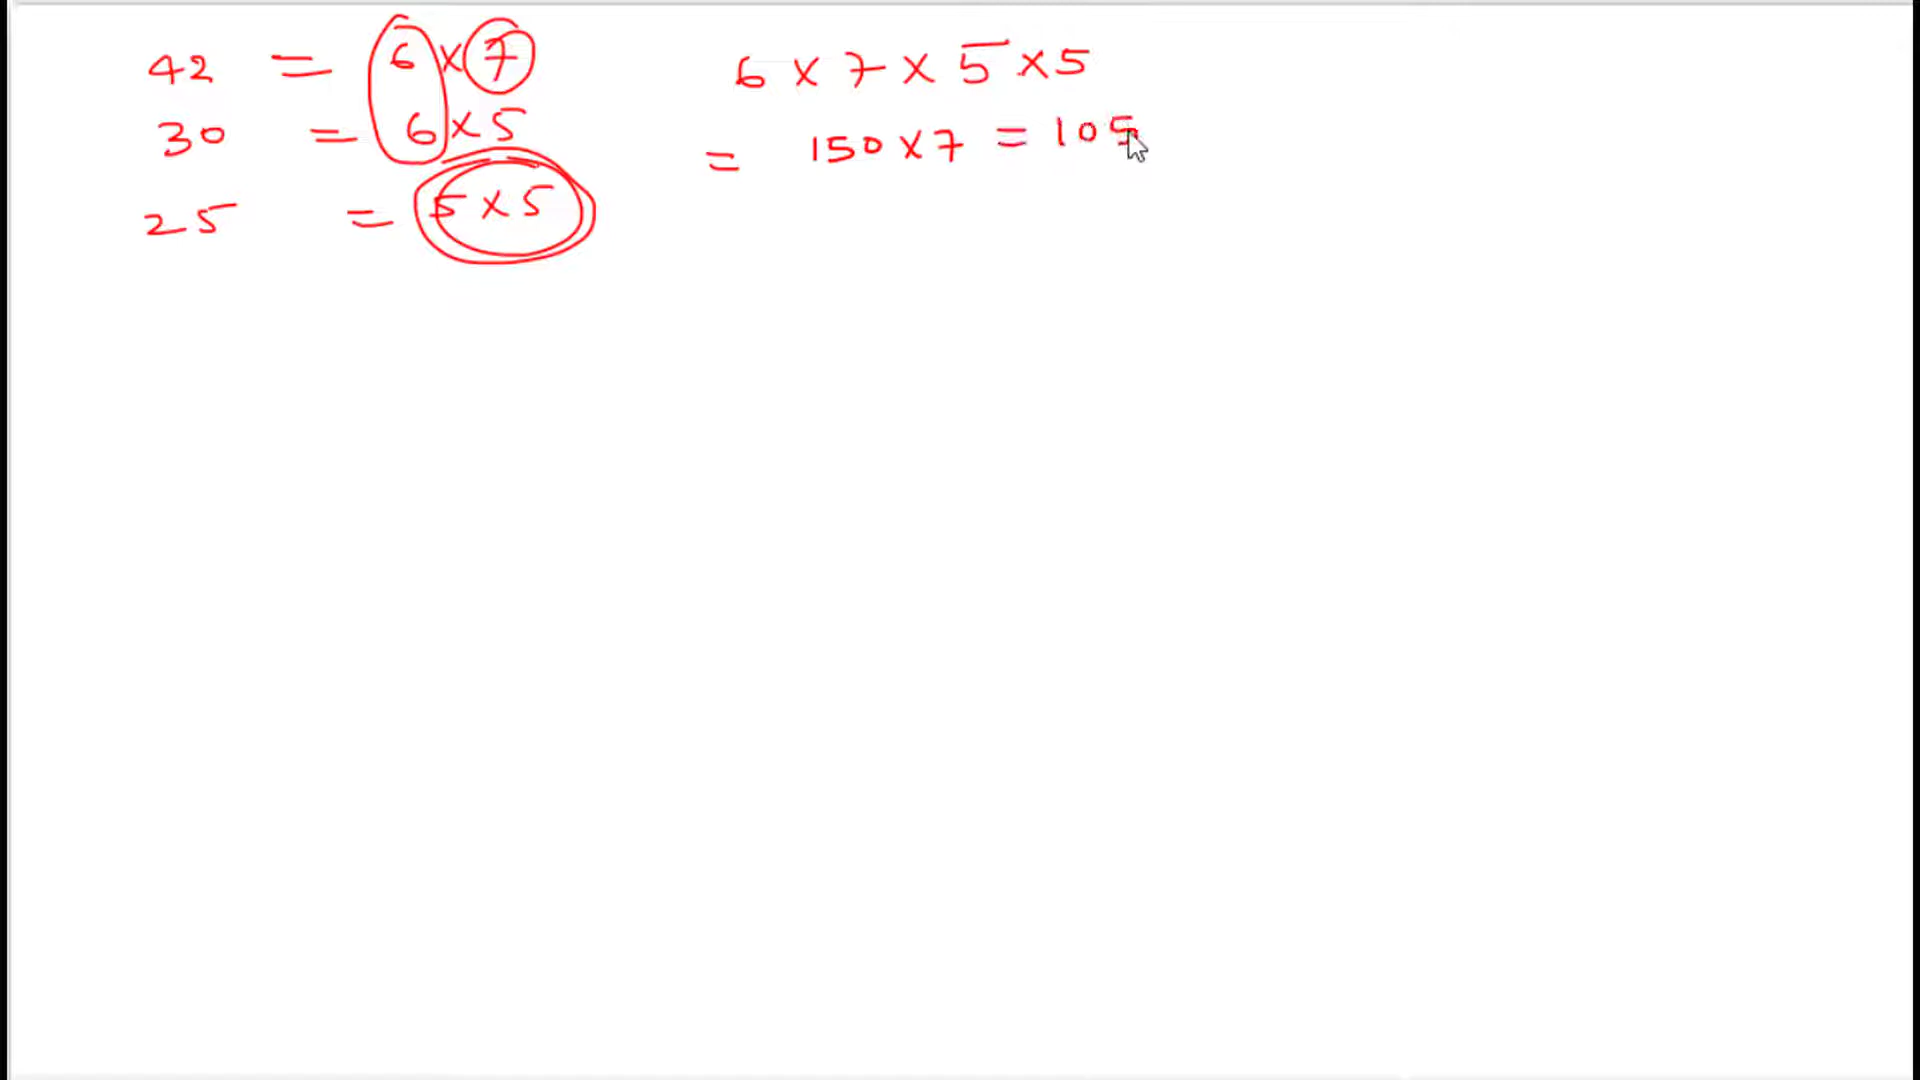 42 = 6 x 7
30 = 6 x 5
25 = 5 x 5
6 x 7 x 5 x 5
= 150 x 7 = 105